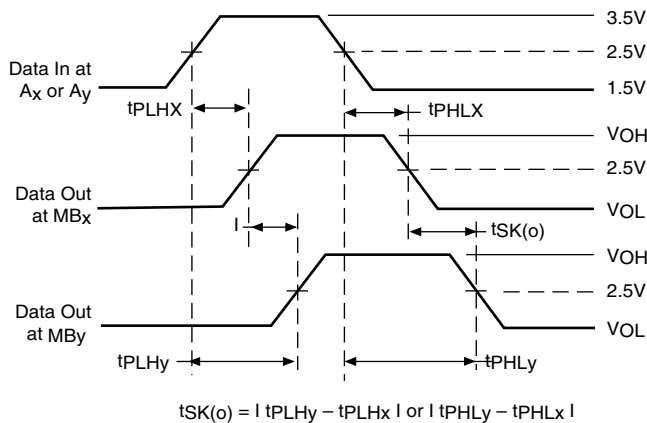 3.5V
2.5V
Data In at
Ax or Ay
1.5V
tPLHX
tPHLX
VOH
2.5V
Data Out
at MBx
VOL
I
tSK(o)
VOH
2.5V
Data Out
at MBy
VOL
tPLHy
tPHLy
tSK(o) = I tPLHy – tPLHx I or I tPHLy – tPHLx I